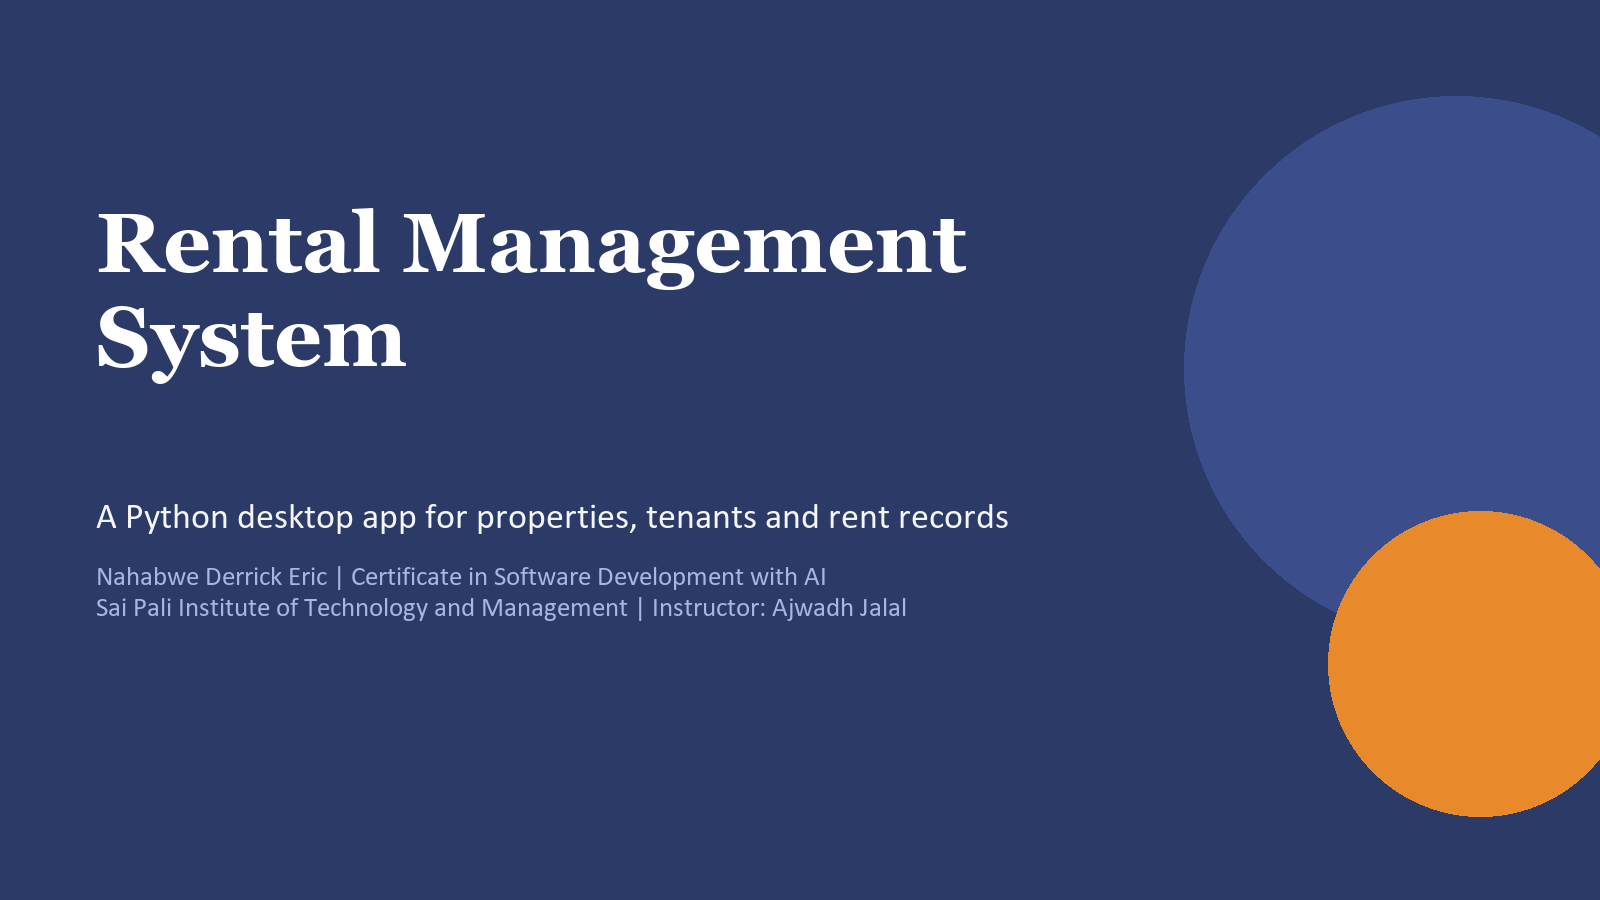 Rental Management
System
A Python desktop app for properties, tenants and rent records
Nahabwe Derrick Eric | Certificate in Software Development with AI
Sai Pali Institute of Technology and Management | Instructor: Ajwadh Jalal